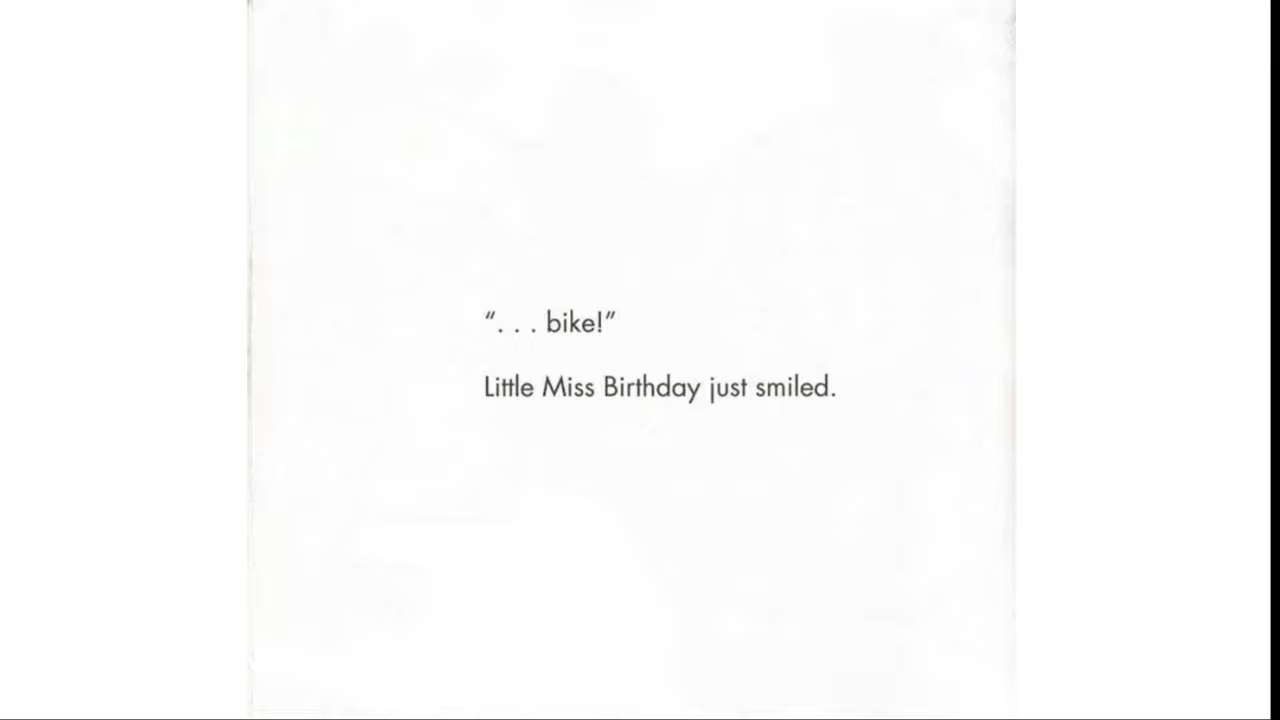 “. . . bike!”
Little Miss Birthday just smiled.